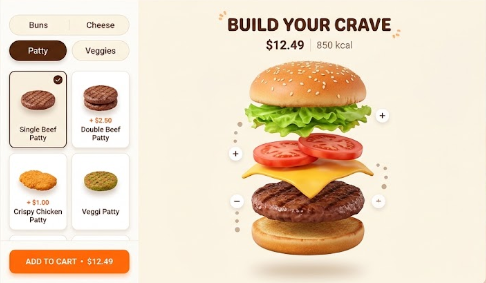 Buns
Cheese
Patty
Veggies
Single Beef
Patty
+ $2.50
Double Beef
Patty
+ $1.00
Crispy Chicken
Patty
Veggi Patty
ADD TO CART • $12.49
BUILD YOUR CRAVE
$12.49 | 850 kcal